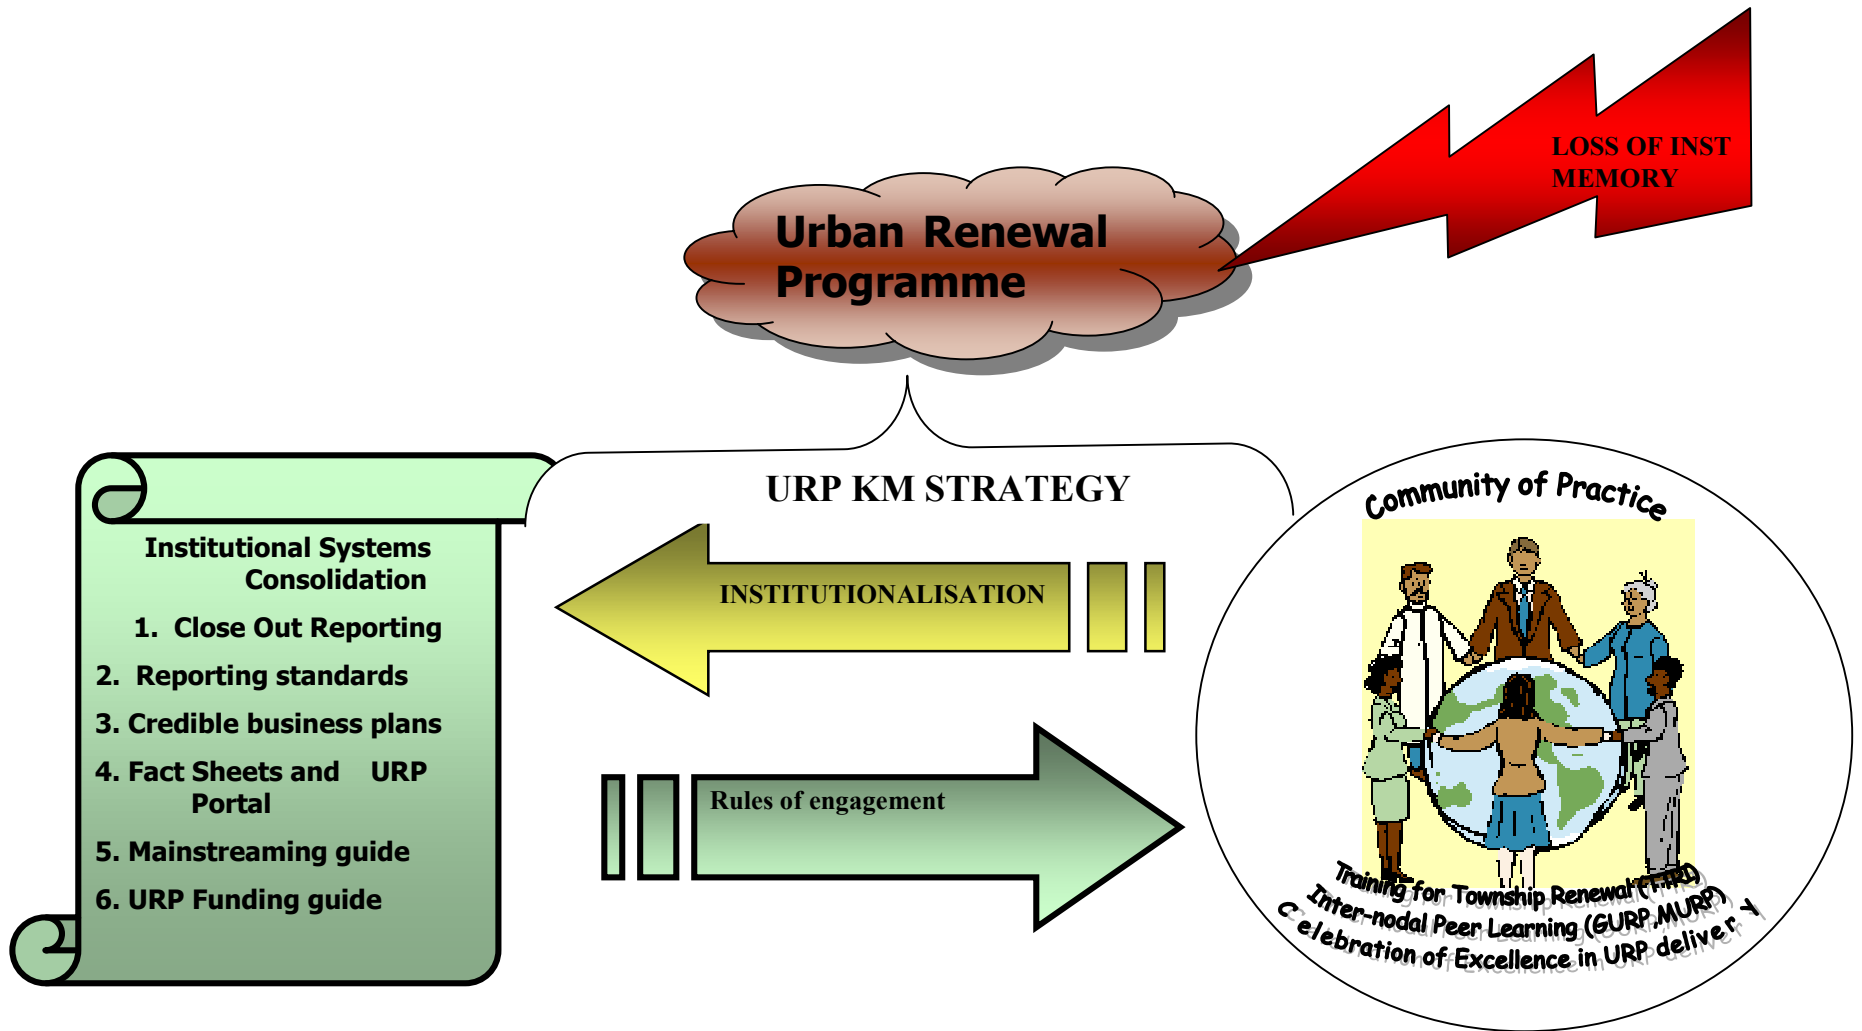 LOSS OF INST
MEMORY
Urban Renewal
Programme
URP KM STRATEGY
Institutional Systems
Consolidation
1. Close Out Reporting
2. Reporting standards
3. Credible business plans
4. Fact Sheets and URP
Portal
5. Mainstreaming guide
6. URP Funding guide
INSTITUTIONALISATION
Rules of engagement
Community of Practice
Training for Township Renewal (TTRI)
Inter-nodal Peer Learning (GURP,MURP),
Celebration of Excellence in URP delivery